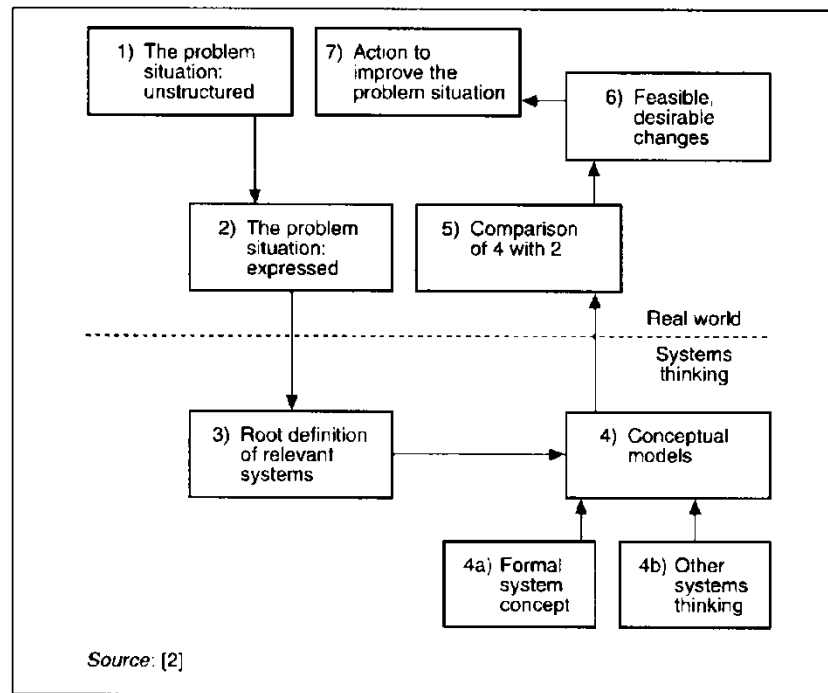 1) The problem
situation:
unstructured
7) Action to
improve the
problem situation
6) Feasible,
desirable
changes
2) The problem
situation:
expressed
5) Comparison
of 4 with 2
Real world
Systems
thinking
3) Root definition
of relevant
systems
4) Conceptual
models
4a) Formal
system
concept
4b) Other
systems
thinking
Source: [2]